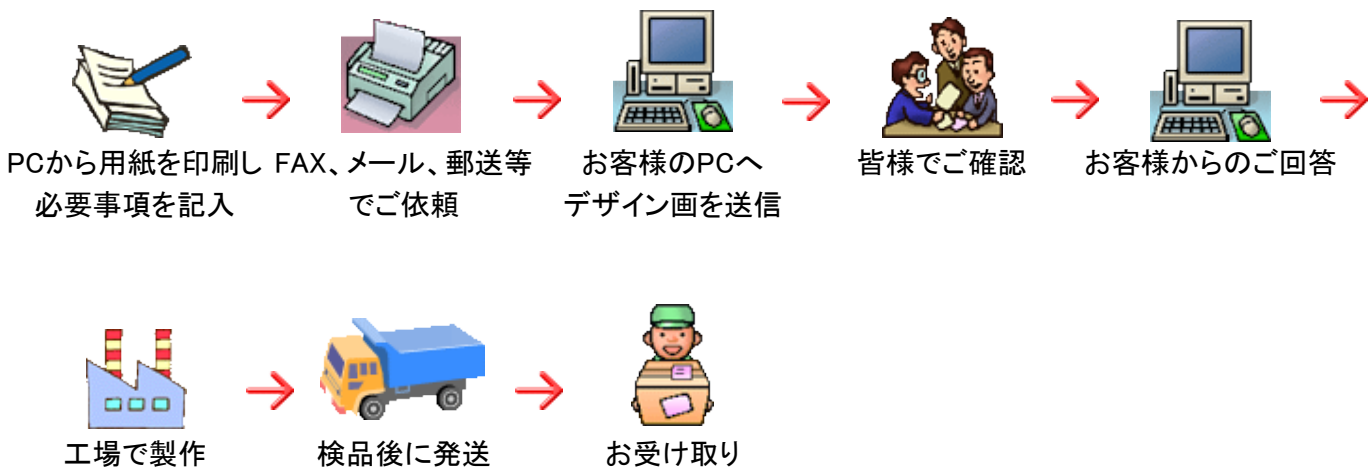 PCから用紙を印刷し
必要事項を記入
FAX、メール、郵送等
でご依頼
お客様のPCへ
デザイン画を送信
皆様でご確認
お客様からのご回答
工場で製作
検品後に発送
お受け取り